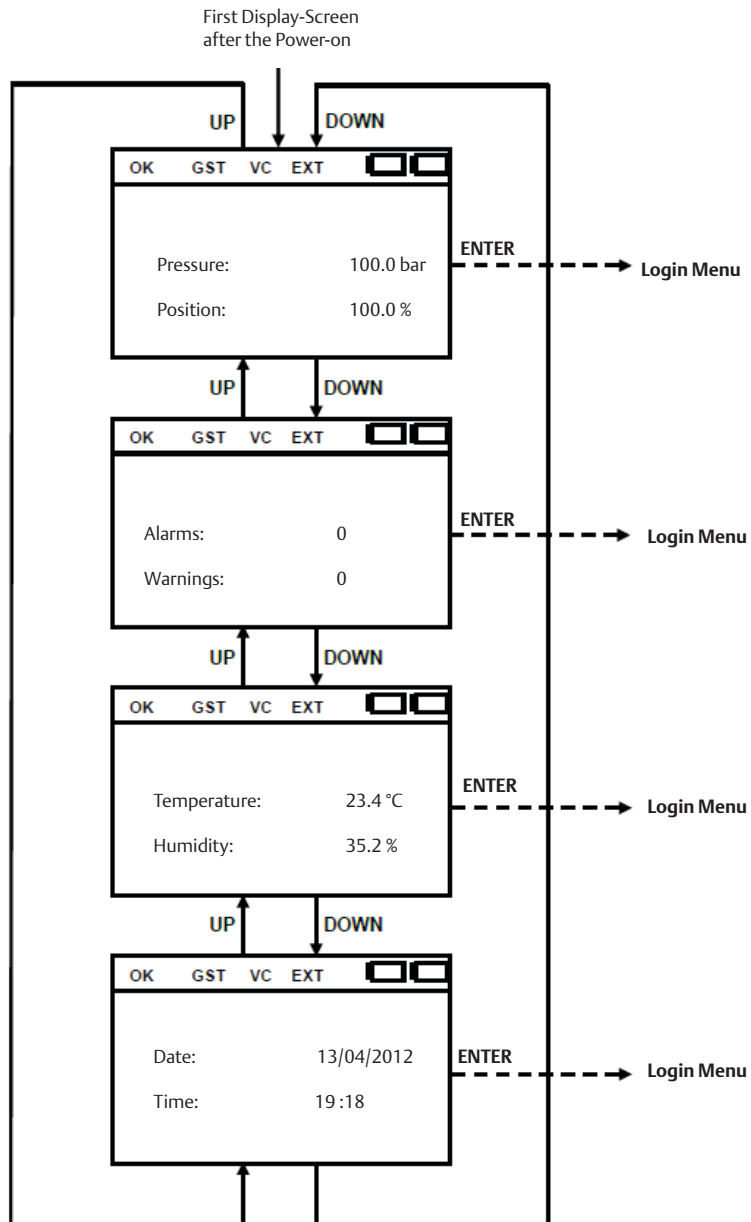 First Display-Screen
after the Power-on
UP DOWN
OK GST VC EXT
Pressure: 100.0 bar
Position: 100.0 %
ENTER
Login Menu
UP DOWN
OK GST VC EXT
Alarms: 0
Warnings: 0
ENTER
Login Menu
UP DOWN
OK GST VC EXT
Temperature: 23.4 °C
Humidity: 35.2 %
ENTER
Login Menu
UP DOWN
OK GST VC EXT
Date: 13/04/2012
Time: 19:18
ENTER
Login Menu